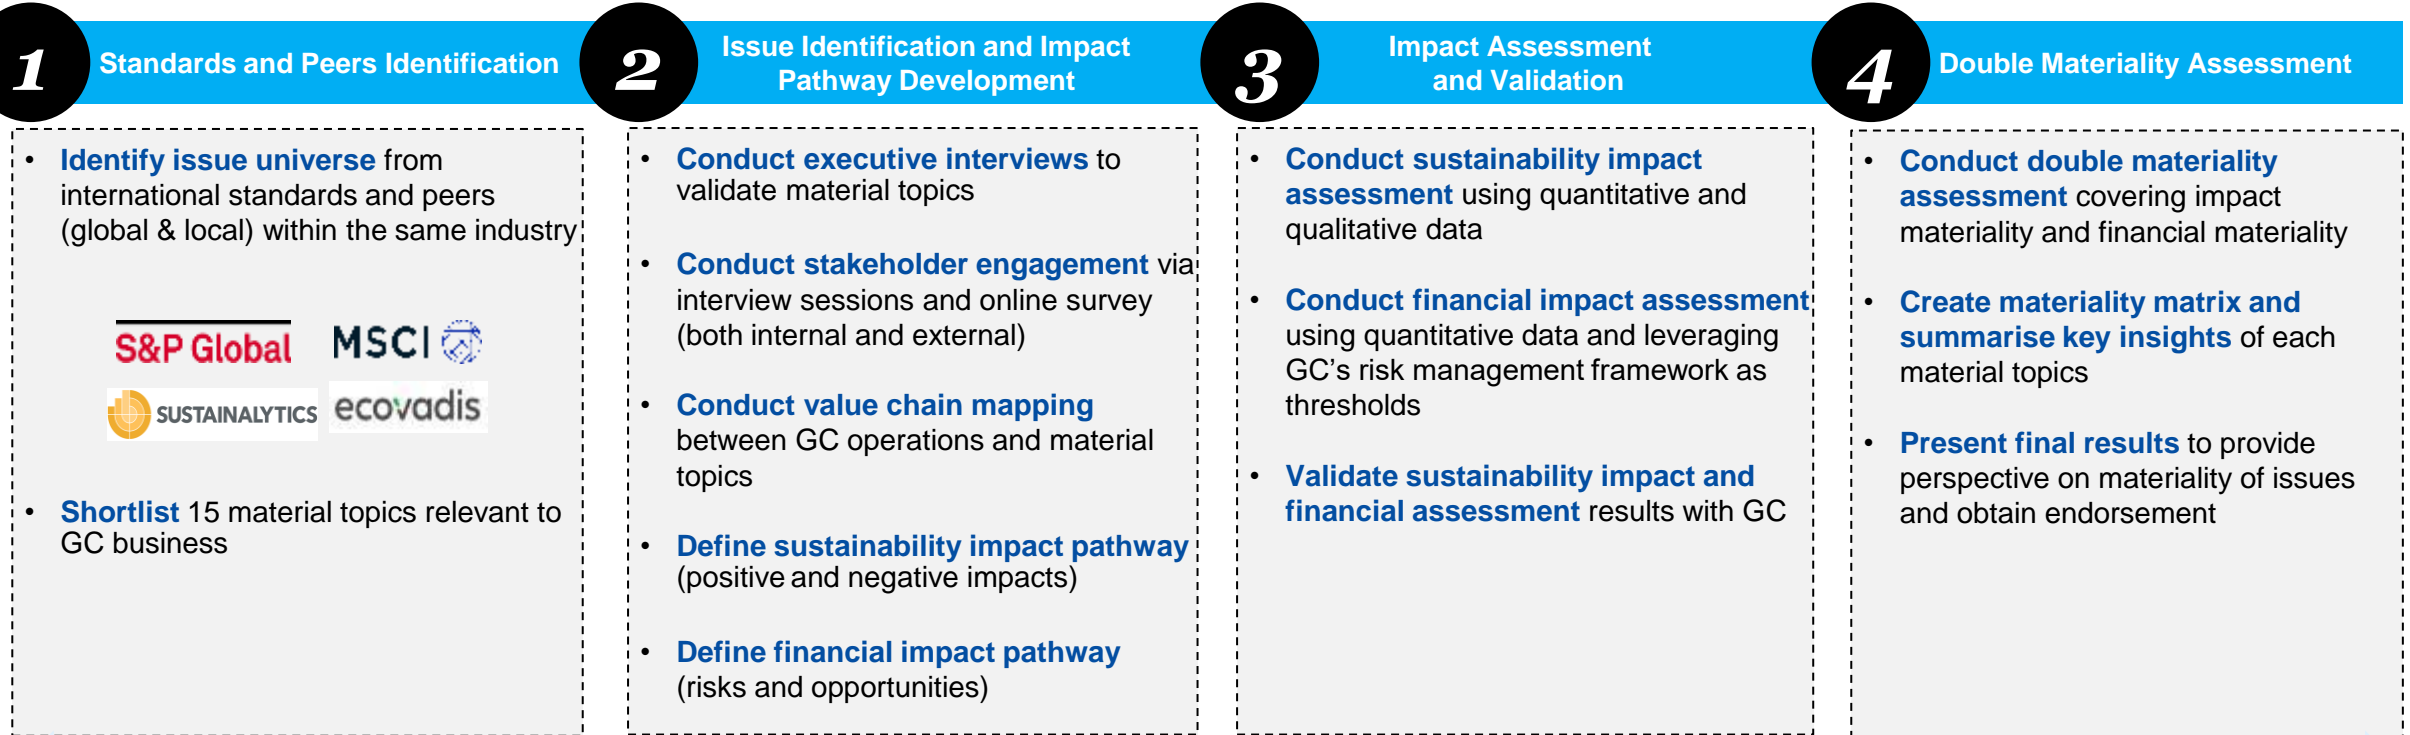 1
Standards and Peers Identification
• Identify issue universe from
international standards and peers
(global & local) within the same industry
S&P Global
MSCI
SUSTAINALYTICS
ecovadis
• Shortlist 15 material topics relevant to
GC business
2
Issue Identification and Impact
Pathway Development
• Conduct executive interviews to
validate material topics
• Conduct stakeholder engagement via
interview sessions and online survey
(both internal and external)
• Conduct value chain mapping
between GC operations and material
topics
• Define sustainability impact pathway
(positive and negative impacts)
• Define financial impact pathway
(risks and opportunities)
3
Impact Assessment
and Validation
• Conduct sustainability impact
assessment using quantitative and
qualitative data
• Conduct financial impact assessment
using quantitative data and leveraging
GC's risk management framework as
thresholds
• Validate sustainability impact and
financial assessment results with GC
4
Double Materiality Assessment
• Conduct double materiality
assessment covering impact
materiality and financial materiality
• Create materiality matrix and
summarise key insights of each
material topics
• Present final results to provide
perspective on materiality of issues
and obtain endorsement